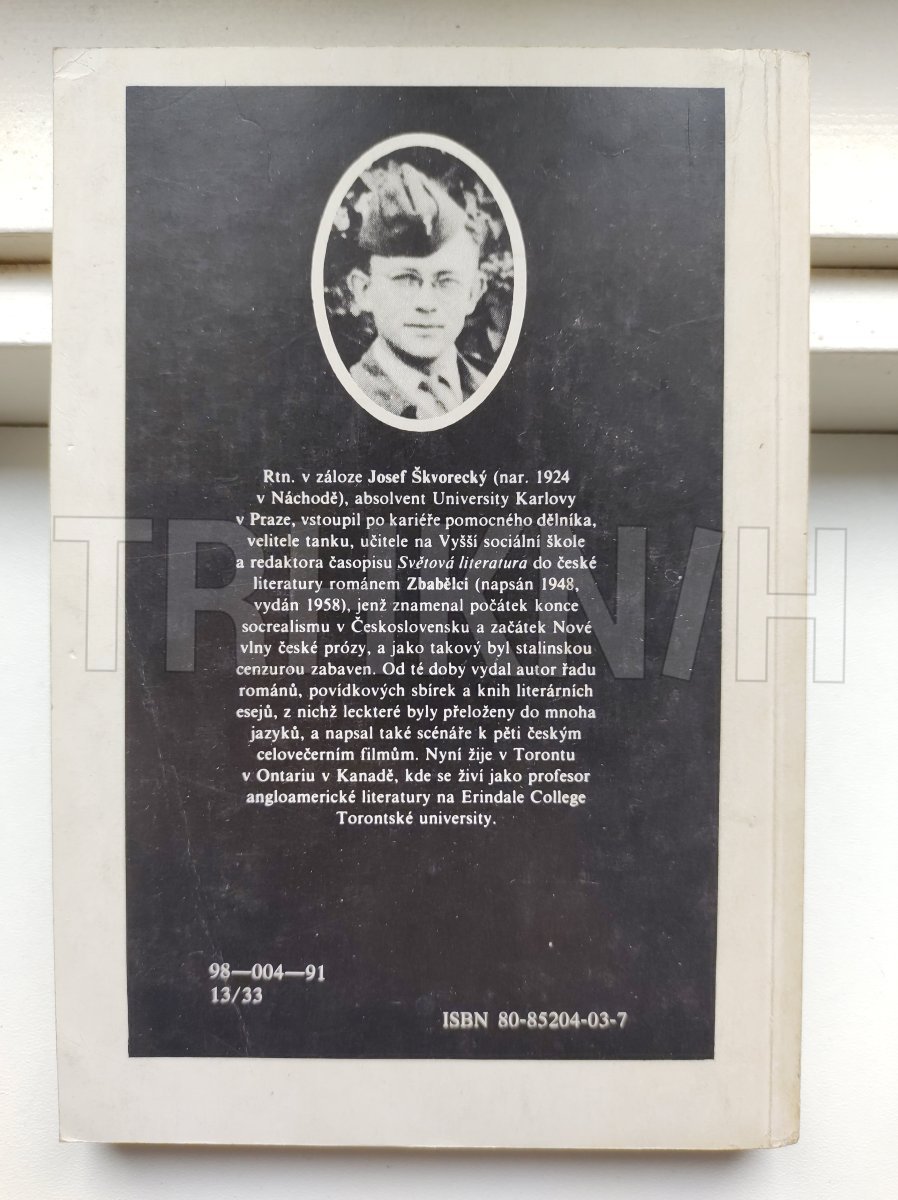 Rtn. v záloze Josef Škvorecký (nar. 1924
v Náchodě), absolvent University Karlovy
v Praze, vstoupil po kariéře pomocného dělníka,
velitele tanku, učitele na Vyšší sociální škole
a redaktora časopisu Světová literatura do české
literatury románem Zbabělci (napsán 1948,
vydán 1958), jenž znamenal počátek konce
socrealismu v Československu a začátek Nové
vlny české prózy, a jako takový byl stalinskou
cenzurou zabaven. Od té doby vydal autor řadu
románů, povídkových sbírek a knih literárních
esejů, z nichž leckteré byly přeloženy do mnoha
jazyků, a napsal také scénáře k pěti českým
celovečerním filmům. Nyní žije v Torontu
v Ontariu v Kanadě, kde se živí jako profesor
angloamerické literatury na Erindale College
Torontské university.
98—004—91
13/33
ISBN 80-85204-03-7